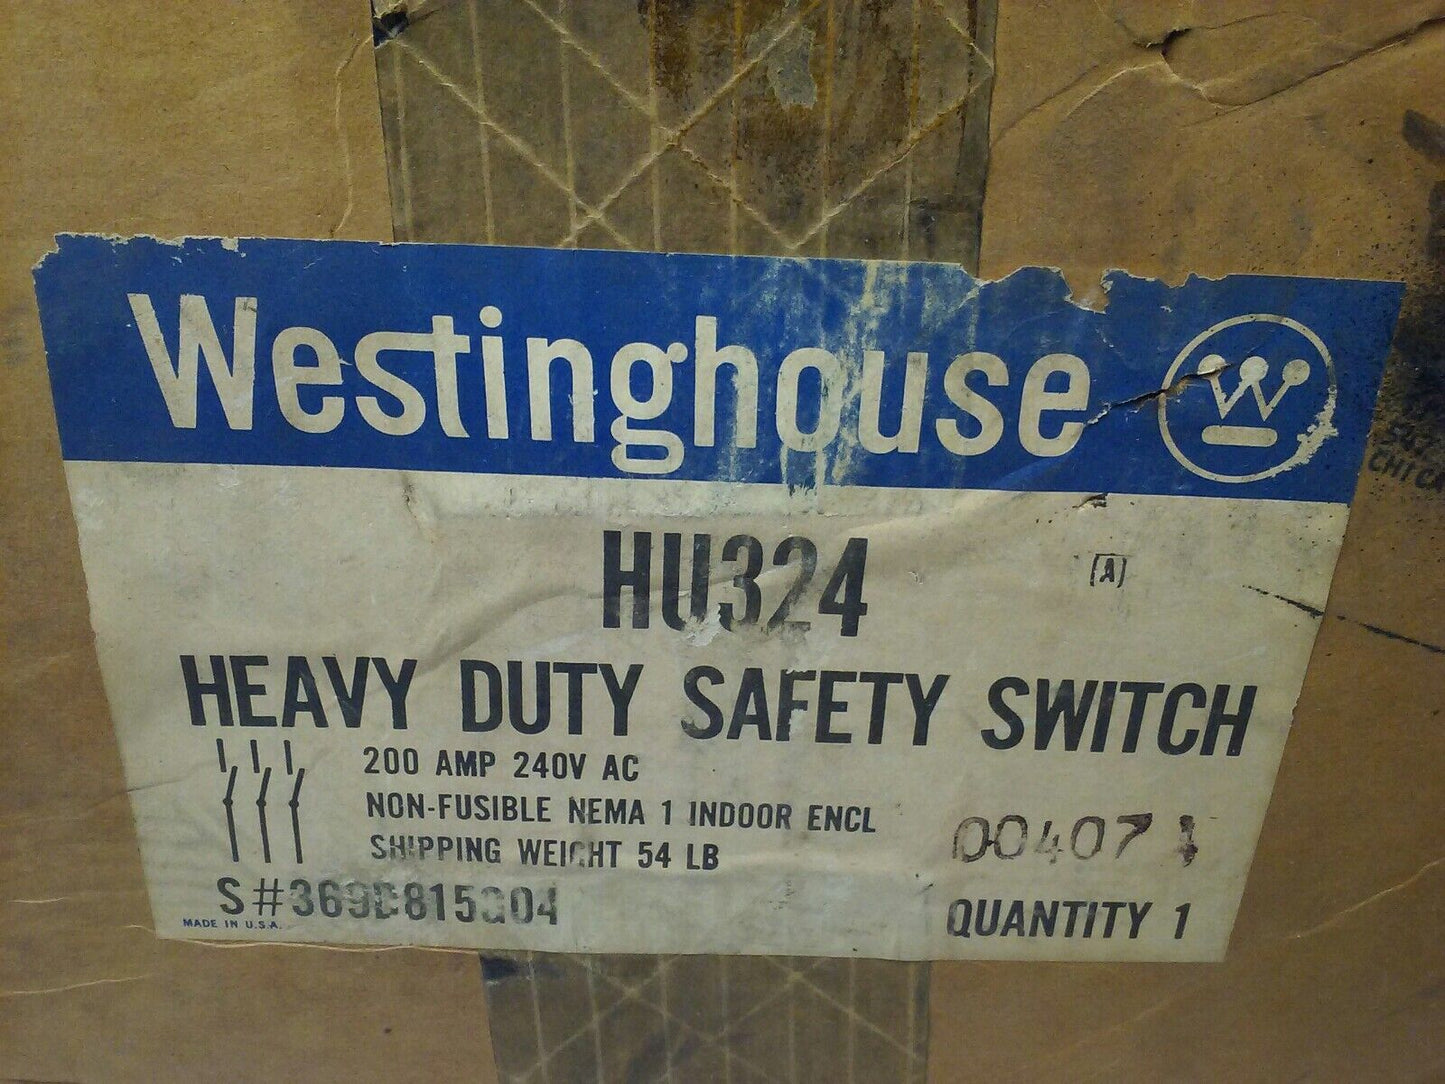 Westinghouse
HU324
[A]
HEAVY DUTY SAFETY SWITCH
200 AMP 240V AC
NON-FUSIBLE NEMA 1 INDOOR ENCL
SHIPPING WEIGHT 54 LB
00407
S#369D815G04
MADE IN U.S.A.
QUANTITY 1